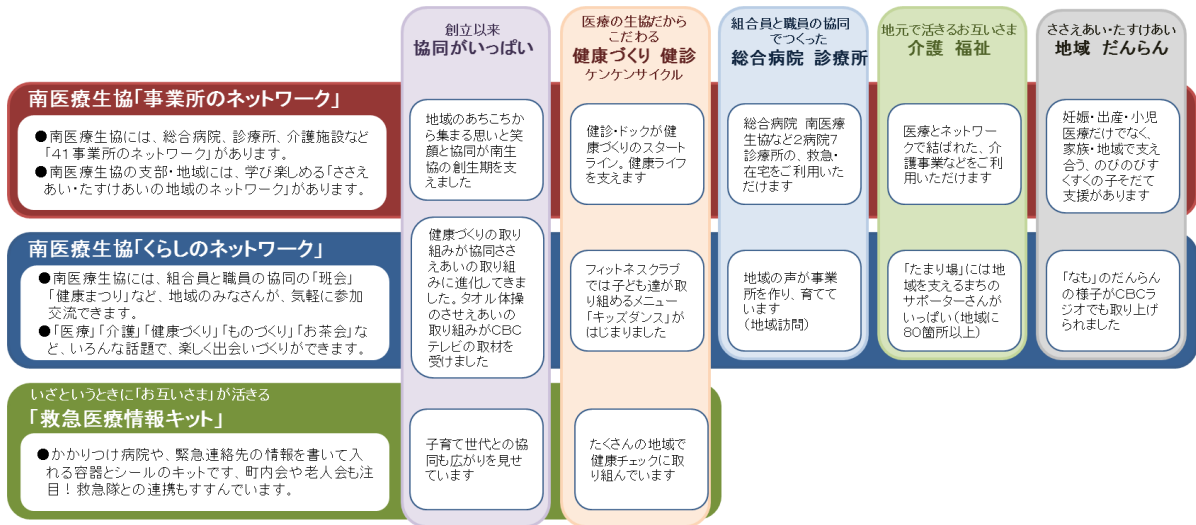 創立以来
協同がいっぱい
医療の生協だから
こだわる
健康づくり 健診
ケンケンサイクル
組合員と職員の協同
でつくった
総合病院 診療所
地元で活きるお互いさま
介護 福祉
ささえあい・たすけあい
地域 だんらん
南医療生協「事業所のネットワーク」
●南医療生協には、総合病院、診療所、介護施設など
「41事業所のネットワーク」があります。
●南医療生協の支部・地域には、学び楽しめる「ささえ
あい・たすけあいの地域のネットワーク」があります。
地域のあちこちか
ら集まる思いと笑
顔と協同が南生
協の創生期を支
えました
健診・ドックが健
康づくりのスタート
ライン。健康ライフ
を支えます
総合病院 南医療
生協など2病院7
診療所の、救急・
在宅をご利用いた
だけます
医療とネットワー
クで結ばれた、介
護事業などをご利
用いただけます
妊娠・出産・小児
医療だけでなく、
家族・地域で支え
合う、のびのびす
くすくの子そだて
支援があります
南医療生協「くらしのネットワーク」
●南医療生協には、組合員と職員の協同の「班会」
「健康まつり」など、地域のみなさんが、気軽に参加
交流できます。
●「医療」「介護」「健康づくり」「ものづくり」「お茶会」な
ど、いろんな話題で、楽しく出会いづくりができます。
健康づくりの取り
組みが協同ささ
えあいの取り組
みに進化してきま
した。タオル体操
のさせえあいの
取り組みがCBC
テレビの取材を
受けました
フィットネスクラブ
では子ども達が取
り組めるメニュー
「キッズダンス」が
はじまりました
地域の声が事業
所を作り、育てて
います
(地域訪問)
「たまり場」には地
域を支えるまちの
サポーターさんが
いっぱい(地域に
80箇所以上)
「なも」のだんらん
の様子がCBCラ
ジオでも取り上げ
られました
いざというときに「お互いさま」が活きる
「救急医療情報キット」
●かかりつけ病院や、緊急連絡先の情報を書いて入
れる容器とシールのキットです、町内会や老人会も注
目！救急隊との連携もすすんでいます。
子育て世代との協
同も広がりを見せ
ています
たくさんの地域で
健康チェックに取
り組んでいます